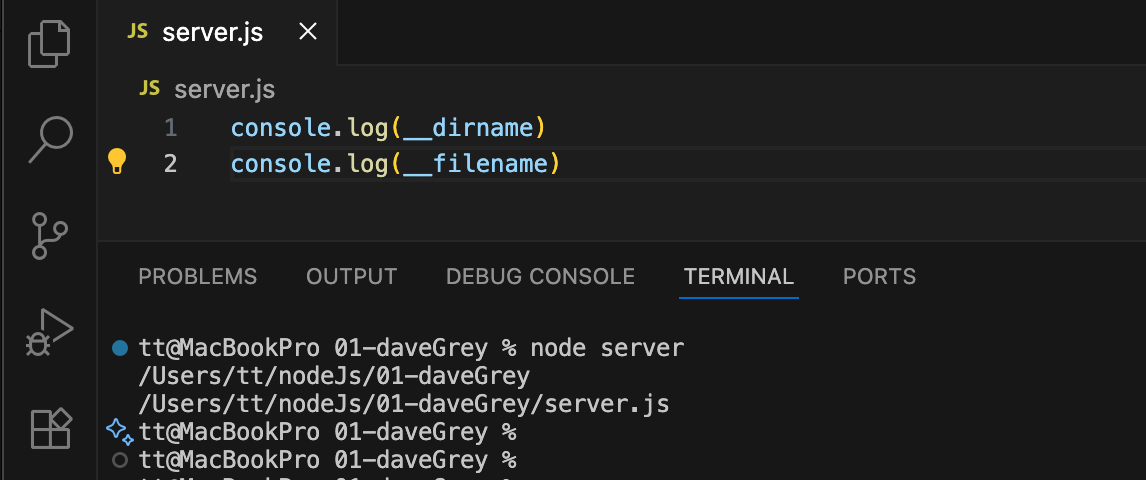 JS server.js
JS server.js
1 console.log(__dirname)
2 console.log(__filename)
PROBLEMS OUTPUT DEBUG CONSOLE TERMINAL PORTS
tt@MacBookPro 01-daveGrey % node server
/Users/tt/nodeJs/01-daveGrey
/Users/tt/nodeJs/01-daveGrey/server.js
tt@MacBookPro 01-daveGrey %
tt@MacBookPro 01-daveGrey %